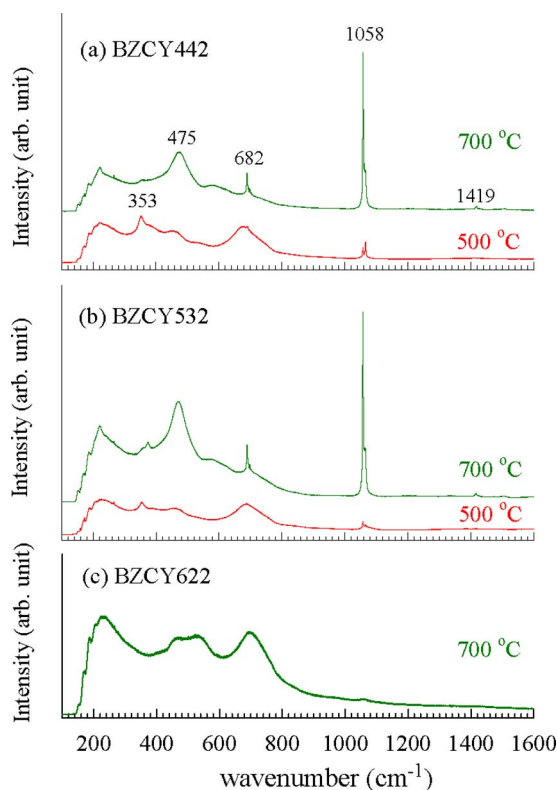 (a) BZCY442
1058
700 °C
475
682
353
1419
500 °C
Intensity (arb. unit)
(b) BZCY532
700 °C
500 °C
Intensity (arb. unit)
(c) BZCY622
700 °C
Intensity (arb. unit)
200 400 600 800 1000 1200 1400 1600
wavenumber (cm⁻¹)